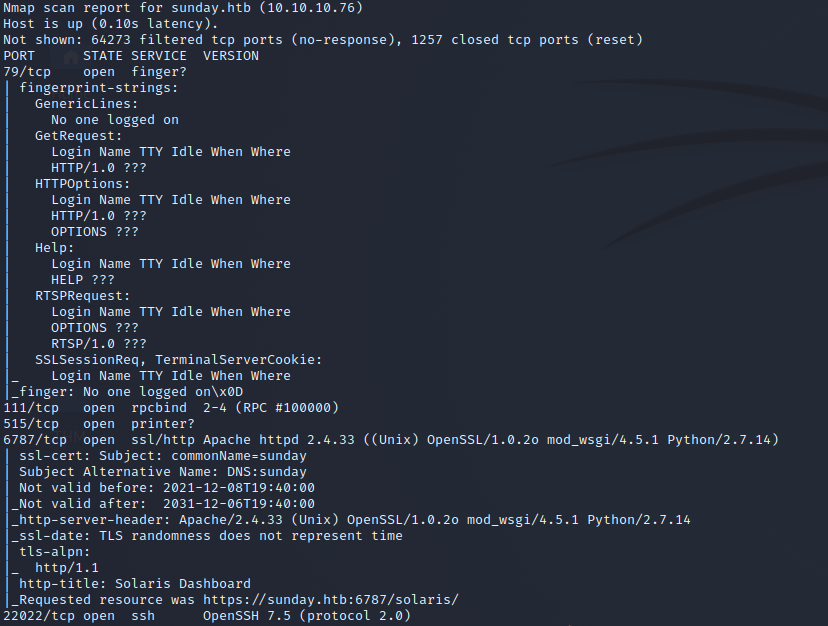 Nmap scan report for sunday.htb (10.10.10.76)
Host is up (0.10s latency).
Not shown: 64273 filtered tcp ports (no-response), 1257 closed tcp ports (reset)
PORT      STATE SERVICE  VERSION
79/tcp    open  finger?
| fingerprint-strings:
|   GenericLines:
|     No one logged on
|   GetRequest:
|     Login Name TTY Idle When Where
|     HTTP/1.0 ???
|   HTTPOptions:
|     Login Name TTY Idle When Where
|     HTTP/1.0 ???
|     OPTIONS ???
|   Help:
|     Login Name TTY Idle When Where
|     HELP ???
|   RTSPRequest:
|     Login Name TTY Idle When Where
|     OPTIONS ???
|     RTSP/1.0 ???
|   SSLSessionReq, TerminalServerCookie:
|_    Login Name TTY Idle When Where
|_finger: No one logged on\x0D
111/tcp   open  rpcbind  2-4 (RPC #100000)
515/tcp   open  printer?
6787/tcp  open  ssl/http Apache httpd 2.4.33 ((Unix) OpenSSL/1.0.2o mod_wsgi/4.5.1 Python/2.7.14)
| ssl-cert: Subject: commonName=sunday
| Subject Alternative Name: DNS:sunday
| Not valid before: 2021-12-08T19:40:00
|_Not valid after:  2031-12-06T19:40:00
|_http-server-header: Apache/2.4.33 (Unix) OpenSSL/1.0.2o mod_wsgi/4.5.1 Python/2.7.14
|_ssl-date: TLS randomness does not represent time
| tls-alpn:
|_  http/1.1
| http-title: Solaris Dashboard
|_Requested resource was https://sunday.htb:6787/solaris/
22022/tcp open  ssh      OpenSSH 7.5 (protocol 2.0)